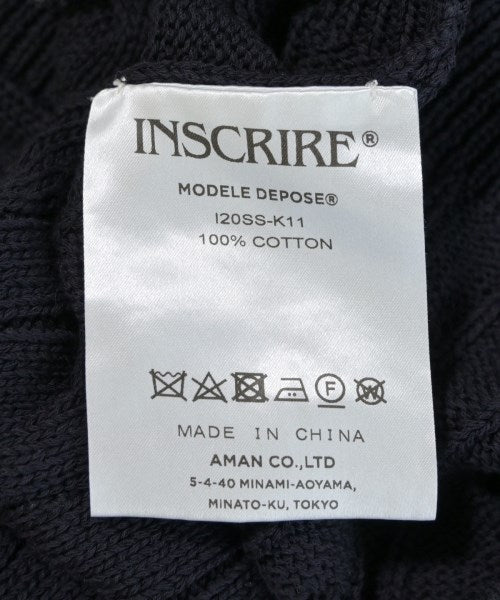 INSCRIRE®
MODELE DEPOSE®
I20SS-K11
100% COTTON
MADE IN CHINA
AMAN CO.,LTD
5-4-40 MINAMI-AOYAMA,
MINATO-KU, TOKYO